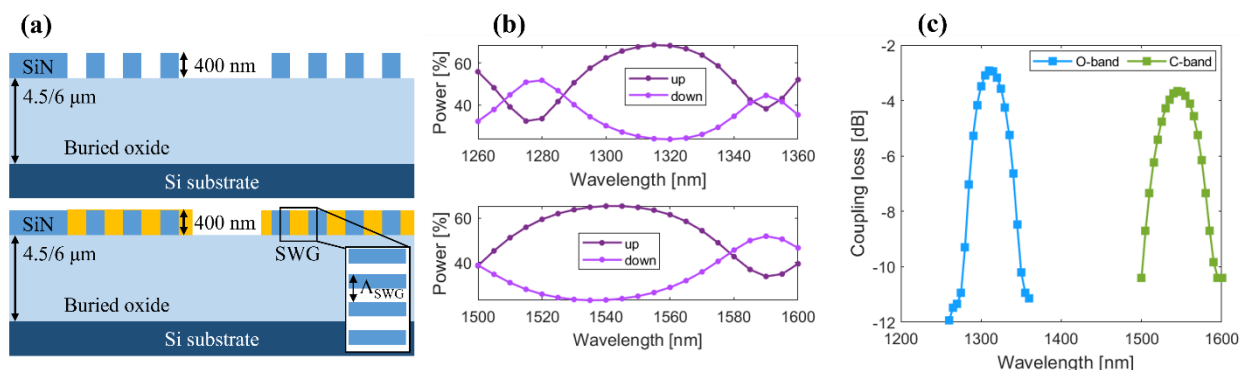 (a)
SiN
400 nm
4.5/6 μm
Buried oxide
Si substrate
SiN
400 nm
4.5/6 μm
SWG
ΛSWG
Buried oxide
Si substrate
(b)
Power [%]
60
40
up
down
1260 1280 1300 1320 1340 1360
Wavelength [nm]
Power [%]
60
40
up
down
1500 1520 1540 1560 1580 1600
Wavelength [nm]
(c)
Coupling loss [dB]
-2
-4
-6
-8
-10
-12
O-band C-band
1200 1300 1400 1500 1600
Wavelength [nm]